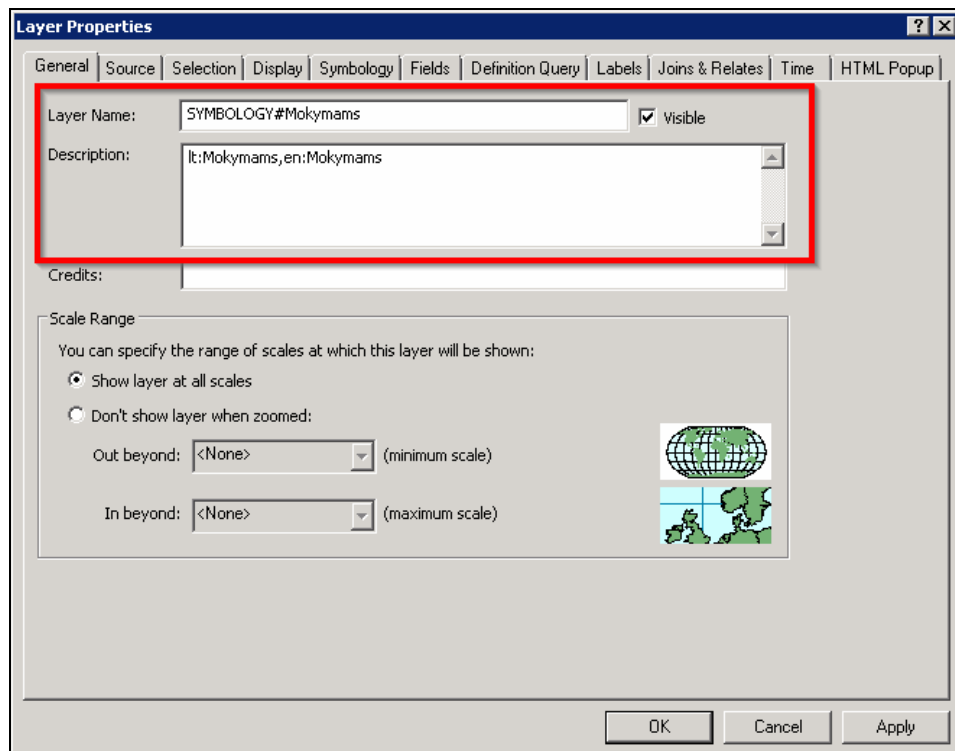 Layer Properties
General Source Selection Display Symbology Fields Definition Query Labels Joins & Relates Time HTML Popup
Layer Name: SYMBOLOGY#Mokymams Visible
Description: lt:Mokymams,en:Mokymams
Credits:
Scale Range
You can specify the range of scales at which this layer will be shown:
Show layer at all scales
Don't show layer when zoomed:
Out beyond: <None> (minimum scale)
In beyond: <None> (maximum scale)
OK Cancel Apply